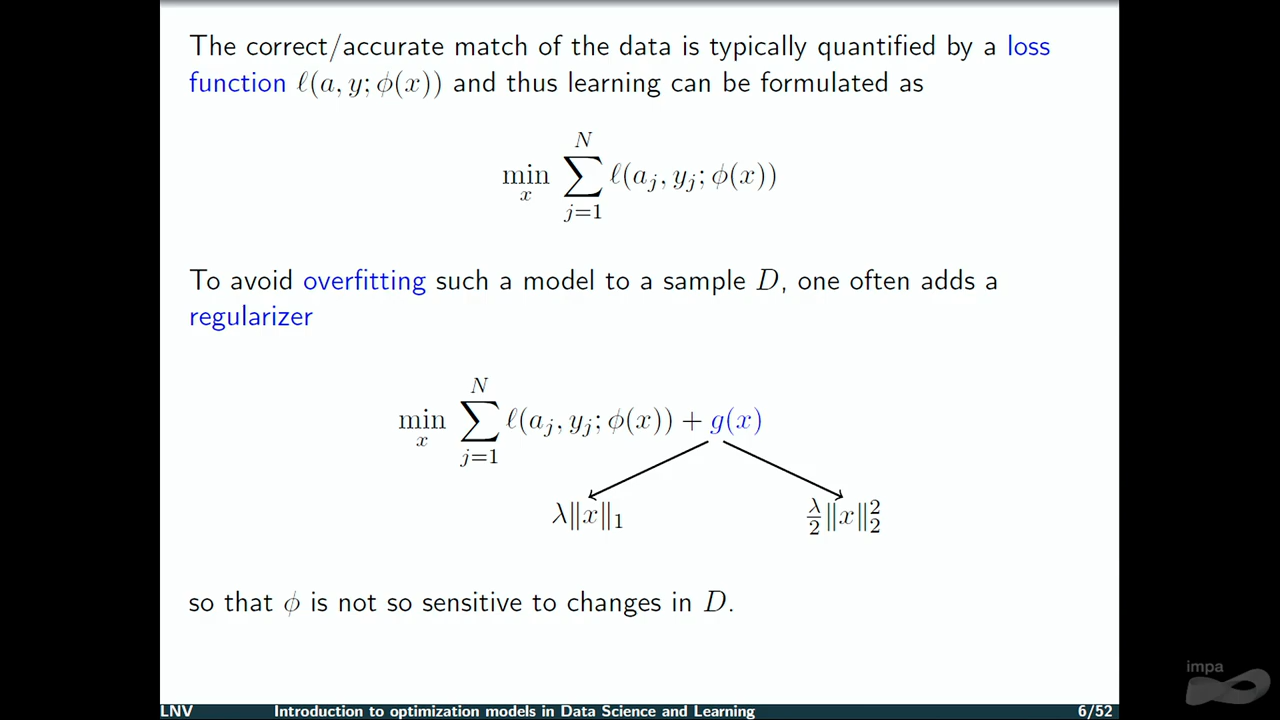 The correct/accurate match of the data is typically quantified by a loss
function ℓ(a, y; ϕ(x)) and thus learning can be formulated as
min_x ∑_{j=1}^{N} ℓ(a_j, y_j; ϕ(x))
To avoid overfitting such a model to a sample D, one often adds a
regularizer
min_x ∑_{j=1}^{N} ℓ(a_j, y_j; ϕ(x)) + g(x)
λ‖x‖₁ λ/2‖x‖₂²
so that ϕ is not so sensitive to changes in D.
impa
LNV Introduction to optimization models in Data Science and Learning 6/52